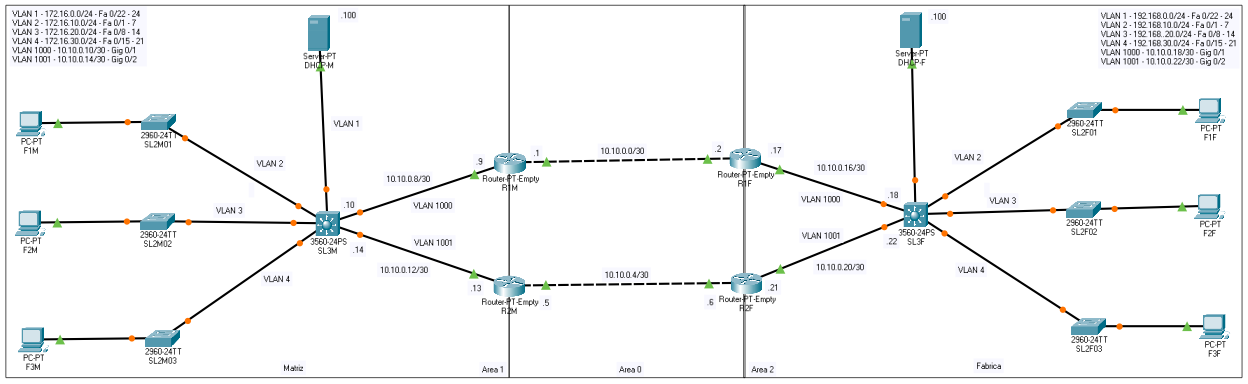 VLAN 1 - 172.16.0.0/24 - Fa 0/22 - 24
VLAN 2 - 172.16.10.0/24 - Fa 0/1 - 7
VLAN 3 - 172.16.20.0/24 - Fa 0/8 - 14
VLAN 4 - 172.16.30.0/24 - Fa 0/15 - 21
VLAN 1000 - 10.10.0.10/30 - Gig 0/1
VLAN 1001 - 10.10.0.14/30 - Gig 0/2
.100
Server-PT
DHCP-M
VLAN 1
PC-PT
F1M
2960-24TT
SL2M01
VLAN 2
PC-PT
F2M
2960-24TT
SL2M02
VLAN 3
PC-PT
F3M
2960-24TT
SL2M03
VLAN 4
.10
3560-24PS
SL3M
.14
10.10.0.8/30
VLAN 1000
VLAN 1001
10.10.0.12/30
.9
.1
Router-PT-Empty
R1M
.13
.5
Router-PT-Empty
R2M
10.10.0.0/30
10.10.0.4/30
.2
.17
Router-PT-Empty
R1F
.6
.21
Router-PT-Empty
R2F
10.10.0.16/30
VLAN 1000
VLAN 1001
10.10.0.20/30
.18
3560-24PS
SL3F
.22
.100
Server-PT
DHCP-F
VLAN 1 - 192.168.0.0/24 - Fa 0/22 - 24
VLAN 2 - 192.168.10.0/24 - Fa 0/1 - 7
VLAN 3 - 192.168..20.0/24 - Fa 0/8 - 14
VLAN 4 - 192.168.30.0/24 - Fa 0/15 - 21
VLAN 1000 - 10.10.0.18/30 - Gig 0/1
VLAN 1001 - 10.10.0.22/30 - Gig 0/2
VLAN 2
2960-24TT
SL2F01
PC-PT
F1F
VLAN 3
2960-24TT
SL2F02
PC-PT
F2F
VLAN 4
2960-24TT
SL2F03
PC-PT
F3F
Matriz
Area 1
Area 0
Area 2
Fabrica